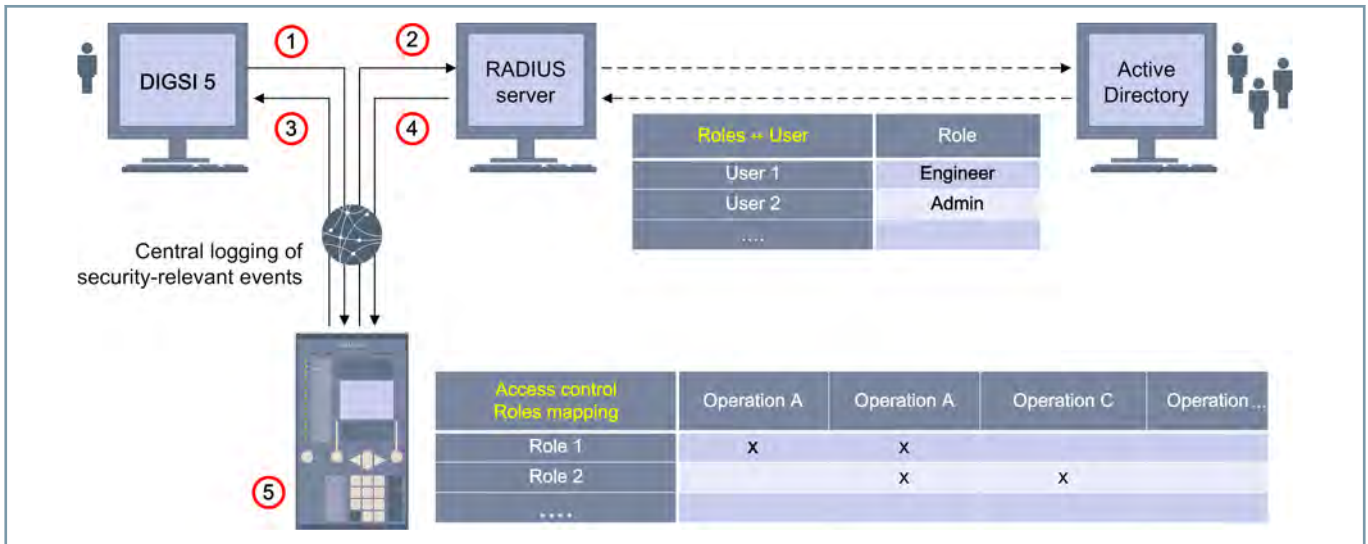 1
2
DIGSI 5
RADIUS
server
Active
Directory
3
4
Roles ↔ User Role
User 1 Engineer
User 2 Admin
....
Central logging of
security-relevant events
Access control
Roles mapping
Operation A Operation A Operation C Operation ...
Role 1 x x
Role 2 x x
....
5